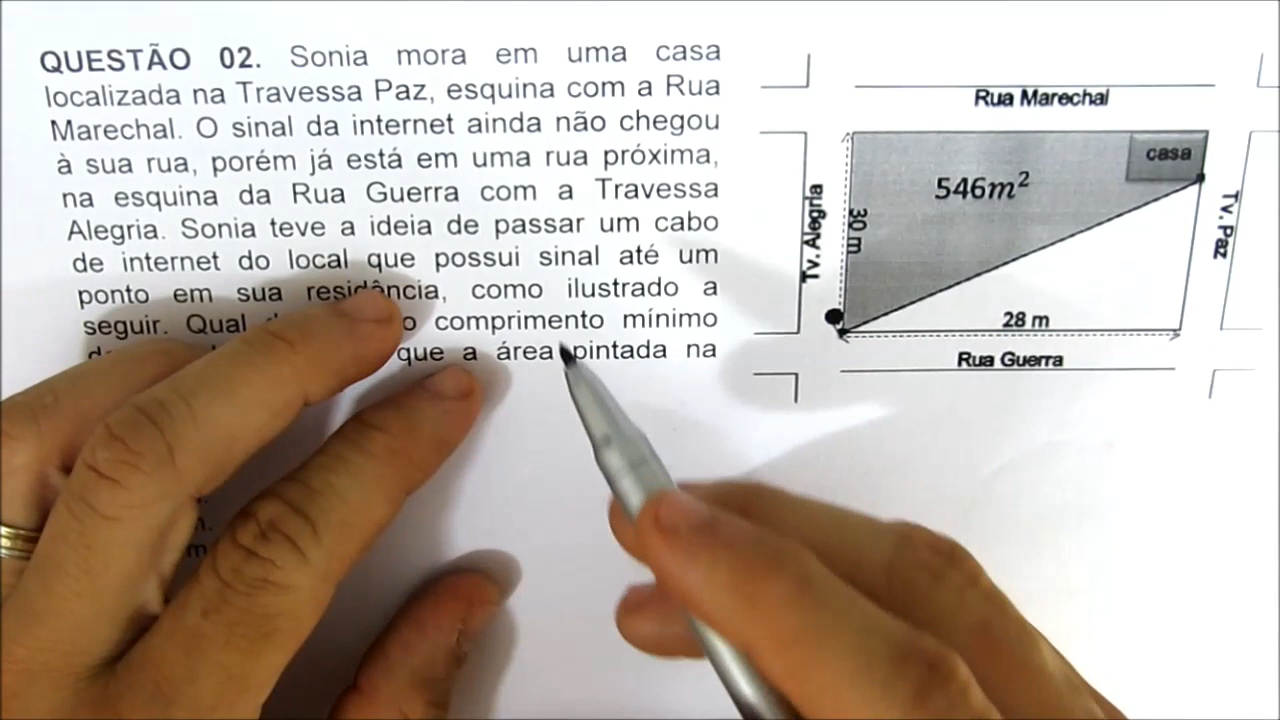 QUESTÃO 02. Sonia mora em uma casa
localizada na Travessa Paz, esquina com a Rua
Marechal. O sinal da internet ainda não chegou
à sua rua, porém já está em uma rua próxima,
na esquina da Rua Guerra com a Travessa
Alegria. Sonia teve a ideia de passar um cabo
de internet do local que possui sinal até um
ponto em sua residência, como ilustrado a
seguir. Qual o comprimento mínimo
que a área pintada na
Rua Marechal
casa
546m²
Tv. Alegria
30 m
Tv. Paz
28 m
Rua Guerra